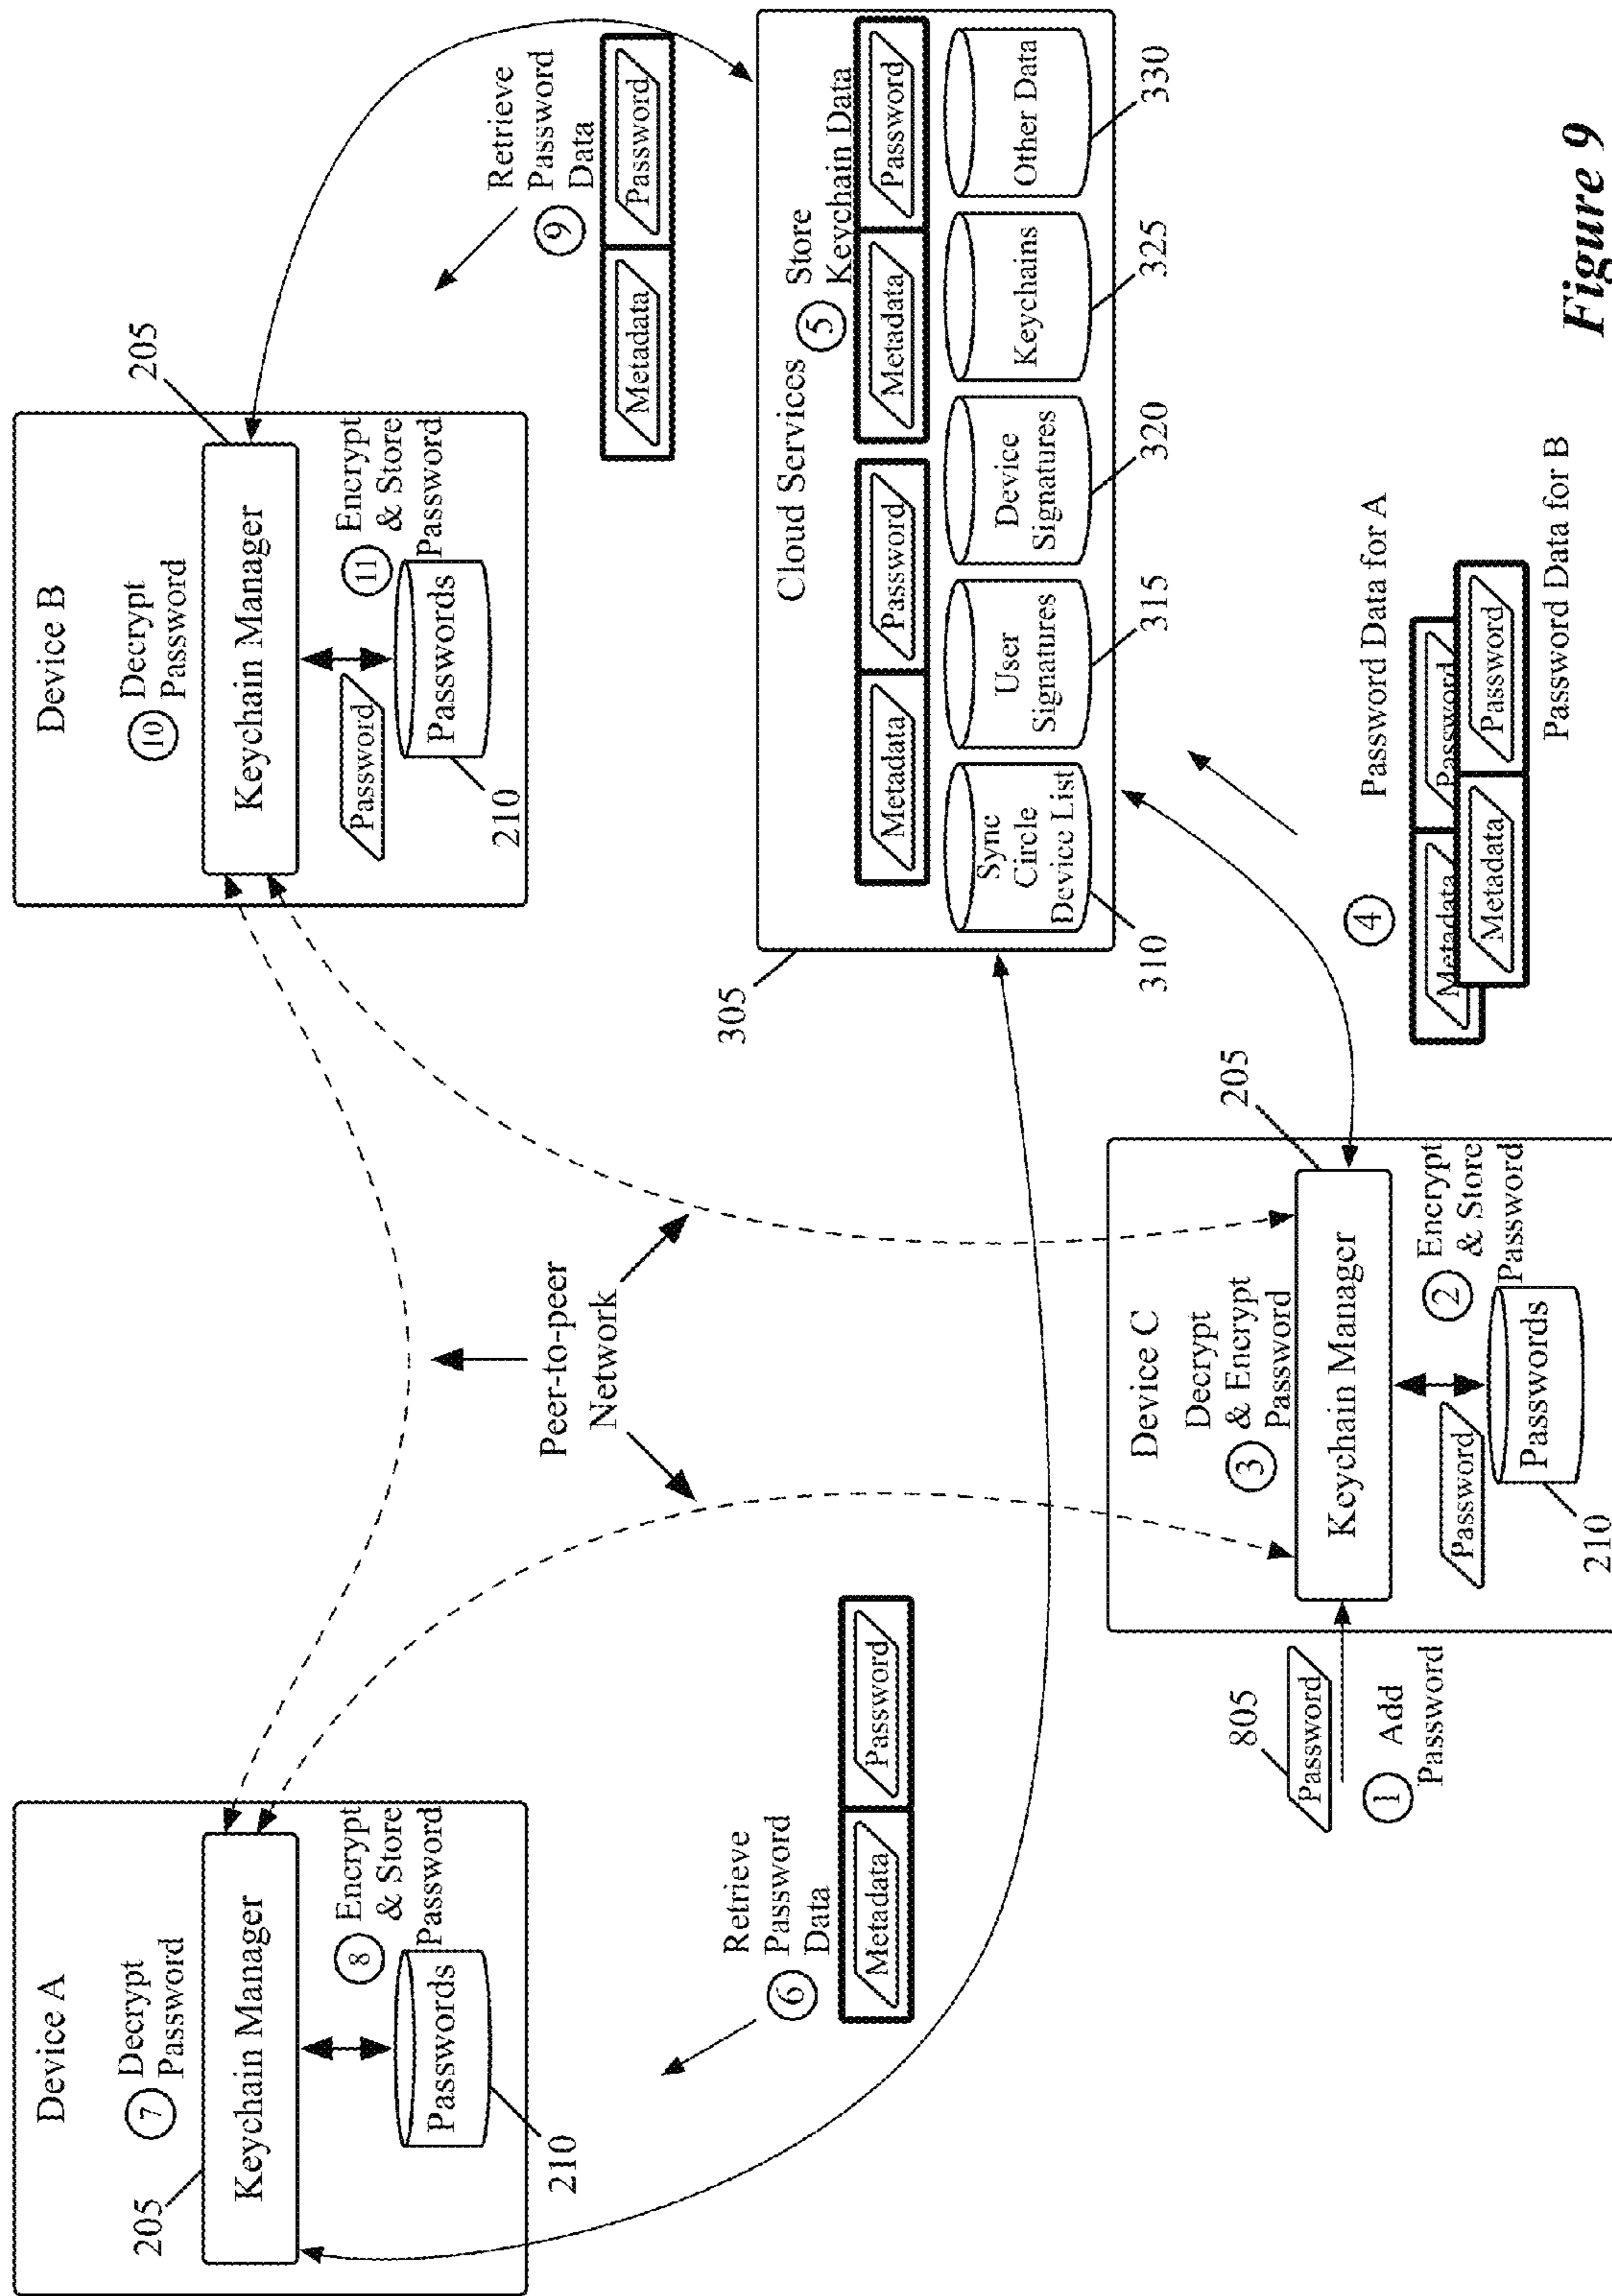 Device A
7 Decrypt
Password
205
Keychain Manager
8 Encrypt
& Store
Password
Passwords
210
Device B
10 Decrypt
Password
205
Keychain Manager
Password
11 Encrypt
& Store
Password
Passwords
210
Peer-to-peer
Network
Retrieve
6 Password
Data
Metadata
Password
Retrieve
9 Password
Data
Metadata
Password
805
Password
1 Add
Password
Device C
Decrypt
3 & Encrypt
Password
205
Keychain Manager
Password
2 Encrypt
& Store
Password
Passwords
210
305
Cloud Services
5 Store
Keychain Data
Metadata
Password
Metadata
Password
Sync
Circle
Device List
User
Signatures
Device
Signatures
Keychains
Other Data
310
315
320
325
330
4
Password Data for A
Metadata
Password
Metadata
Password
Password Data for B
Figure 9